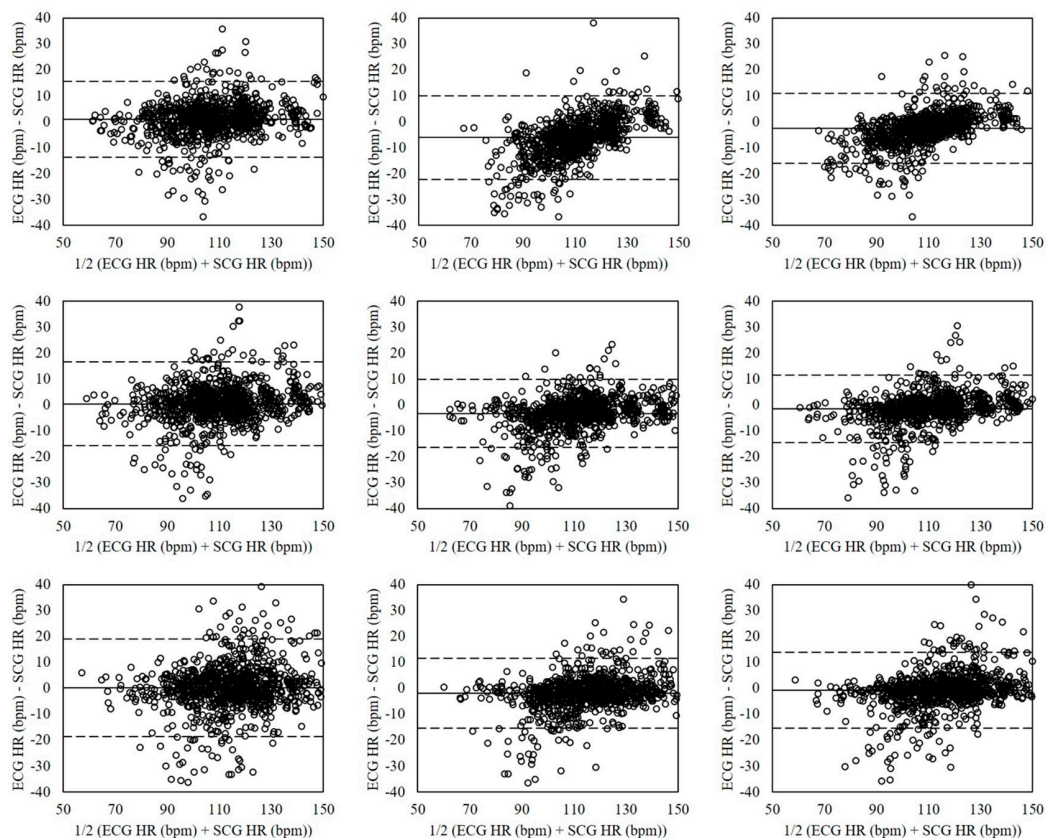 40 40 40
30 30 30
20 20 20
10 10 10
0 0 0
-10 -10 -10
-20 -20 -20
-30 -30 -30
-40 -40 -40
ECG HR (bpm) - SCG HR (bpm) ECG HR (bpm) - SCG HR (bpm) ECG HR (bpm) - SCG HR (bpm)
50 70 90 110 130 150 50 70 90 110 130 150 50 70 90 110 130 150
1/2 (ECG HR (bpm) + SCG HR (bpm)) 1/2 (ECG HR (bpm) + SCG HR (bpm)) 1/2 (ECG HR (bpm) + SCG HR (bpm))
40 40 40
30 30 30
20 20 20
10 10 10
0 0 0
-10 -10 -10
-20 -20 -20
-30 -30 -30
-40 -40 -40
ECG HR (bpm) - SCG HR (bpm) ECG HR (bpm) - SCG HR (bpm) ECG HR (bpm) - SCG HR (bpm)
50 70 90 110 130 150 50 70 90 110 130 150 50 70 90 110 130 150
1/2 (ECG HR (bpm) + SCG HR (bpm)) 1/2 (ECG HR (bpm) + SCG HR (bpm)) 1/2 (ECG HR (bpm) + SCG HR (bpm))
40 40 40
30 30 30
20 20 20
10 10 10
0 0 0
-10 -10 -10
-20 -20 -20
-30 -30 -30
-40 -40 -40
ECG HR (bpm) - SCG HR (bpm) ECG HR (bpm) - SCG HR (bpm) ECG HR (bpm) - SCG HR (bpm)
50 70 90 110 130 150 50 70 90 110 130 150 50 70 90 110 130 150
1/2 (ECG HR (bpm) + SCG HR (bpm)) 1/2 (ECG HR (bpm) + SCG HR (bpm)) 1/2 (ECG HR (bpm) + SCG HR (bpm))